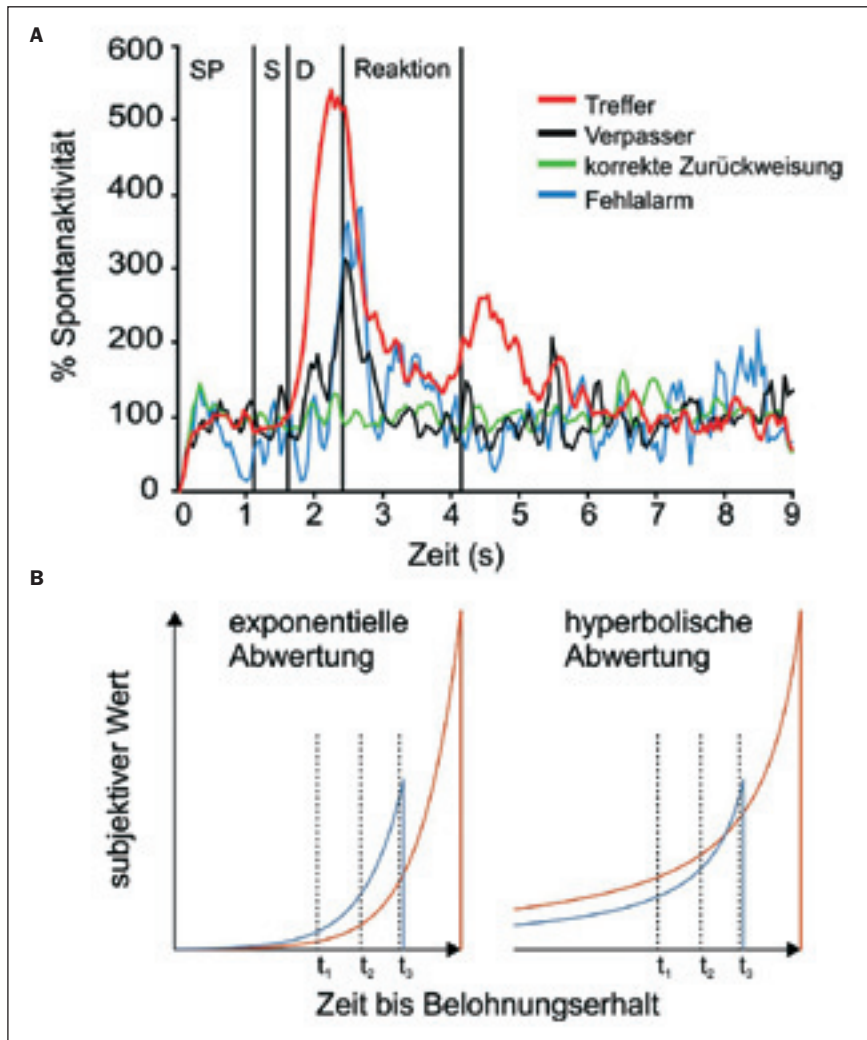 A
600
500
400
300
200
100
0
% Spontanaktivität
SP
S
D
Reaktion
Treffer
Verpasser
korrekte Zurückweisung
Fehlalarm
0 1 2 3 4 5 6 7 8 9
Zeit (s)
B
exponentielle
Abwertung
hyperbolische
Abwertung
subjektiver Wert
t₁ t₂ t₃
t₁ t₂ t₃
Zeit bis Belohnungserhalt